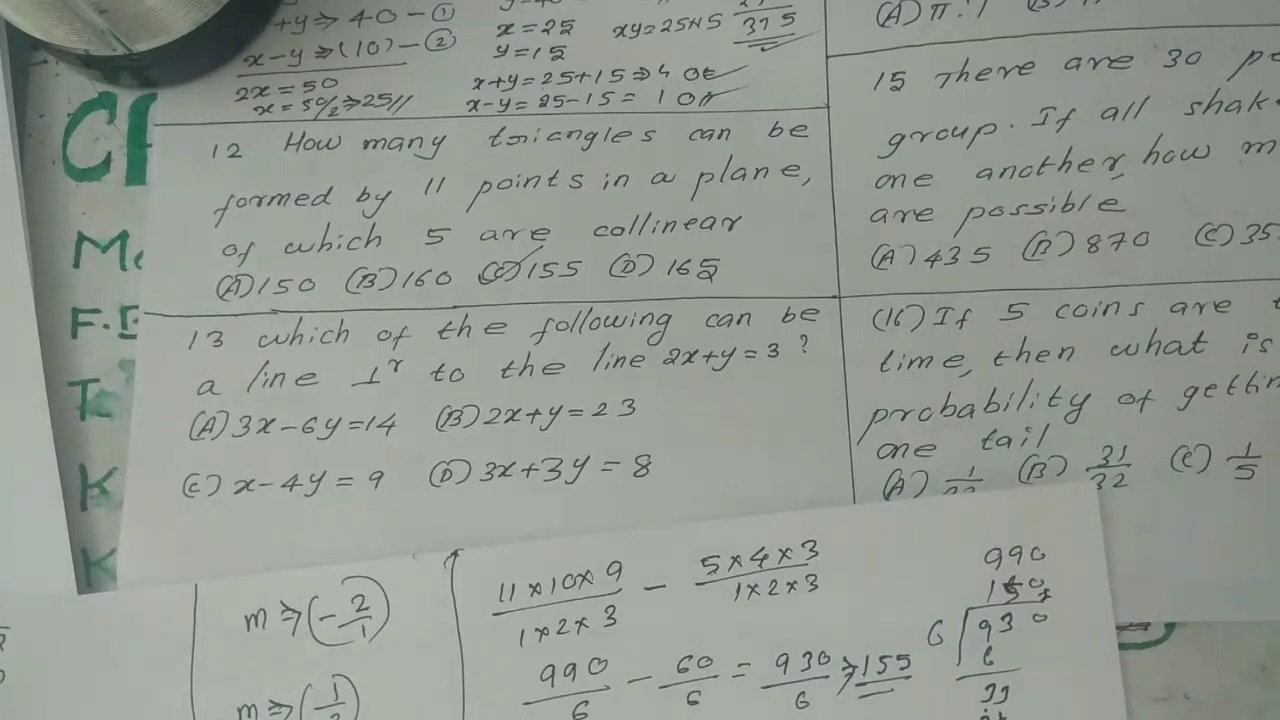 +y ⇒ 40 - ①
x - y ⇒ (10) - ②
2x = 50
x = 50/2 ⇒ 25//
x = 25
y = 15
xy = 25×15
375
x+y = 25+15 ⇒ 40
x-y = 25-15 = 10
12 How many triangles can be
formed by 11 points in a plane,
of which 5 are collinear
(A) 150 (B) 160 (C) 155 (D) 165
13 which of the following can be
a line ⊥r to the line 2x+y=3?
(A) 3x-6y=14 (B) 2x+y=23
(C) x-4y=9 (D) 3x+3y=8
15 There are 30
group. If all shak
one another, how m
are possible
(A) 435 (B) 870 (C) 35
(16) If 5 coins are
time, then what is
probability of gettin
one tail
(B) 31/32 (C) 1/5
m ⇒ (-2/1)
11×10×9/1×2×3 - 5×4×3/1×2×3
990/6 - 60/6 = 930/6 ⇒ 155
990
6 930
6
33